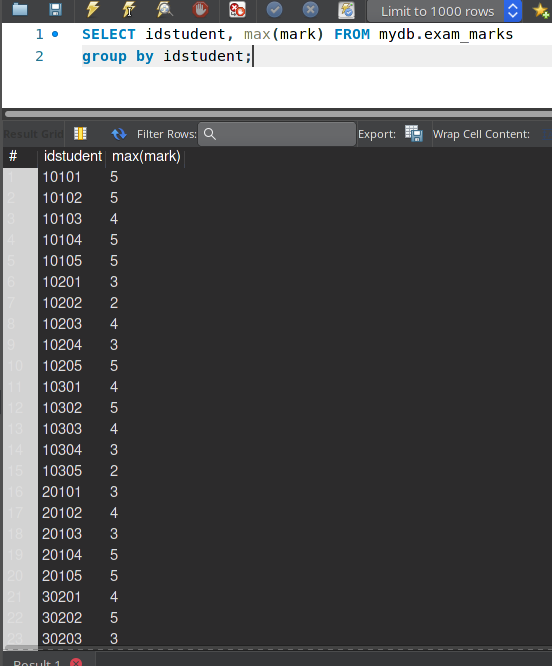 Limit to 1000 rows
1 SELECT idstudent, max(mark) FROM mydb.exam_marks
2 group by idstudent;
Result Grid Filter Rows: Export: Wrap Cell Content:
# idstudent max(mark)
1 10101 5
2 10102 5
3 10103 4
4 10104 5
5 10105 5
6 10201 3
7 10202 2
8 10203 4
9 10204 3
10 10205 5
11 10301 4
12 10302 5
13 10303 4
14 10304 3
15 10305 2
16 20101 3
17 20102 4
18 20103 3
19 20104 5
20 20105 5
21 30201 4
22 30202 5
23 30203 3
Result 1